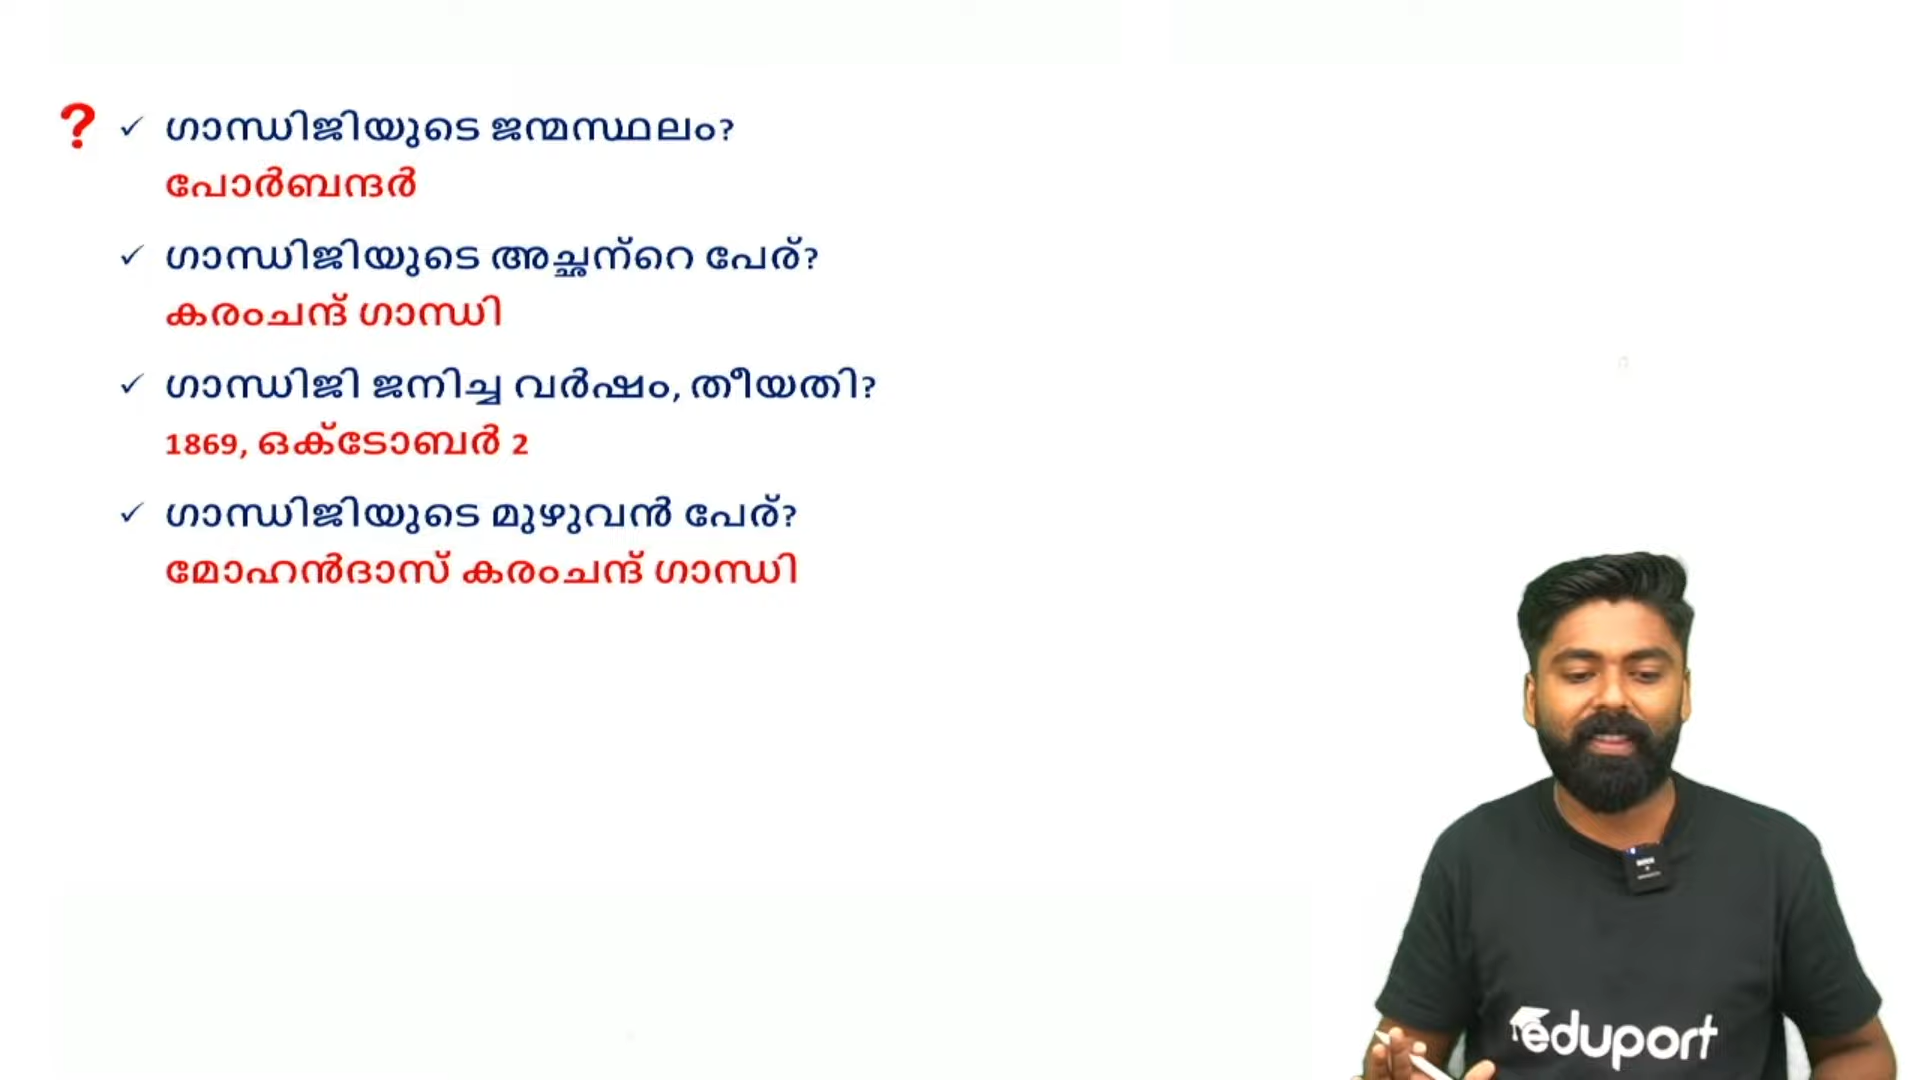 ? ✓ ഗാന്ധിജിയുടെ ജന്മസ്ഥലം?
പോർബന്ദർ
✓ ഗാന്ധിജിയുടെ അച്ഛന്റെ പേര്?
കരംചന്ദ് ഗാന്ധി
✓ ഗാന്ധിജി ജനിച്ച വർഷം, തീയതി?
1869, ഒക്ടോബർ 2
✓ ഗാന്ധിജിയുടെ മുഴുവൻ പേര്?
മോഹൻദാസ് കരംചന്ദ് ഗാന്ധി
eduport